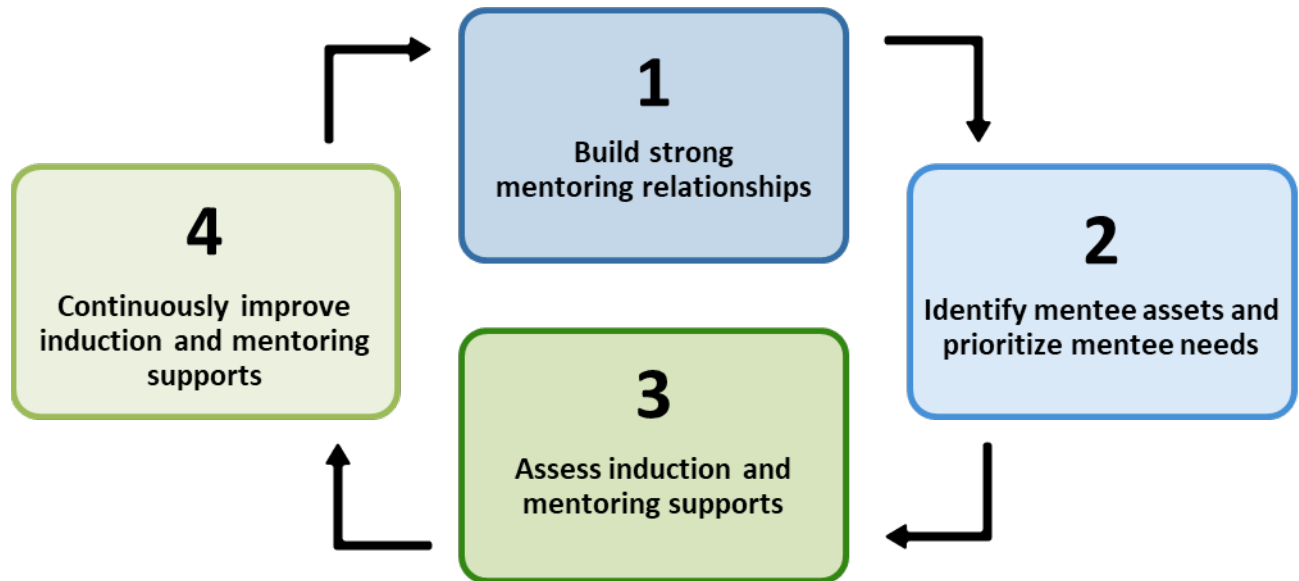 1
Build strong
mentoring relationships
2
Identify mentee assets and
prioritize mentee needs
3
Assess induction and
mentoring supports
4
Continuously improve
induction and mentoring
supports